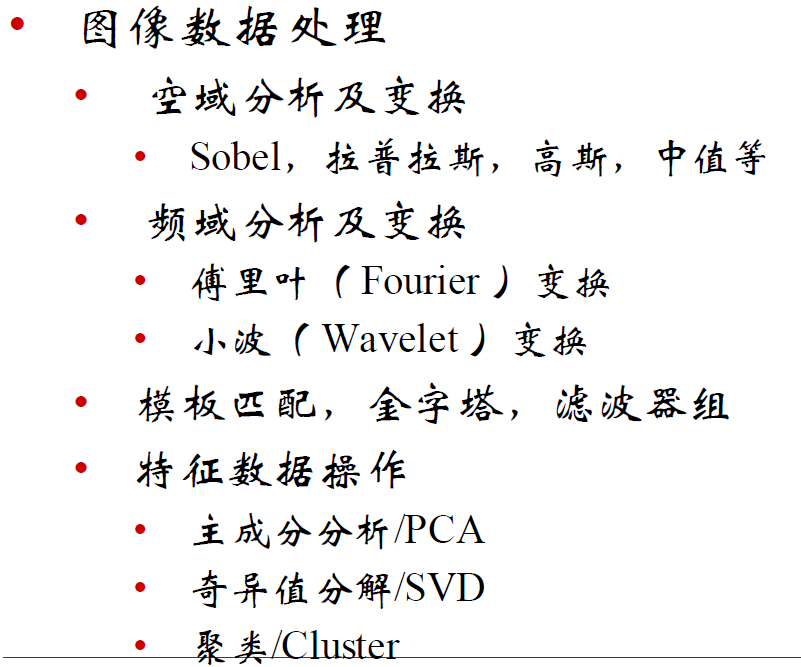 • 图像数据处理
• 空域分析及变换
• Sobel，拉普拉斯，高斯，中值等
• 频域分析及变换
• 傅里叶（Fourier）变换
• 小波（Wavelet）变换
• 模板匹配，金字塔，滤波器组
• 特征数据操作
• 主成分分析/PCA
• 奇异值分解/SVD
• 聚类/Cluster